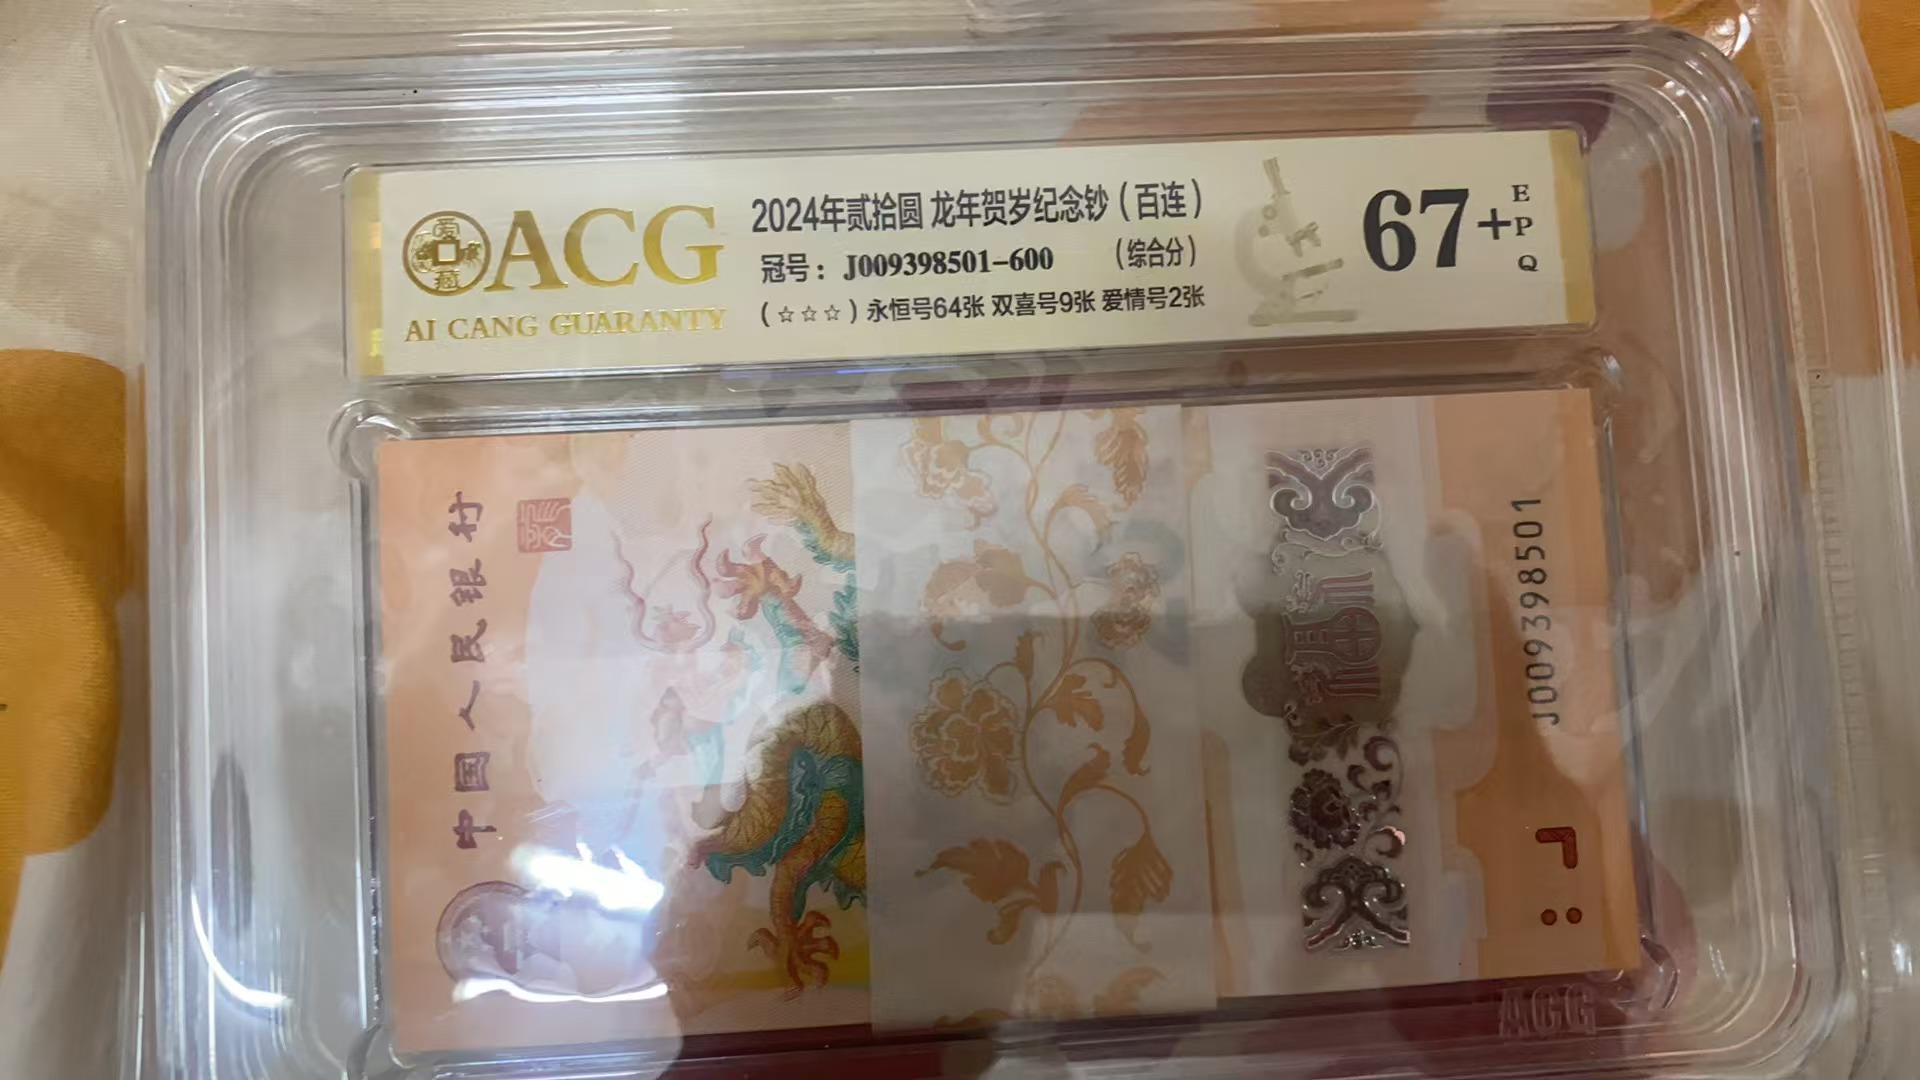 ACG
AI CANG GUARANTY
2024年贰拾圆 龙年贺岁纪念钞（百连）
冠号：J009398501-600 （综合分）
（☆☆☆）永恒号64张 双喜号9张 爱情号2张
67+
EPQ
中国人民银行
福
J009398501
ACG